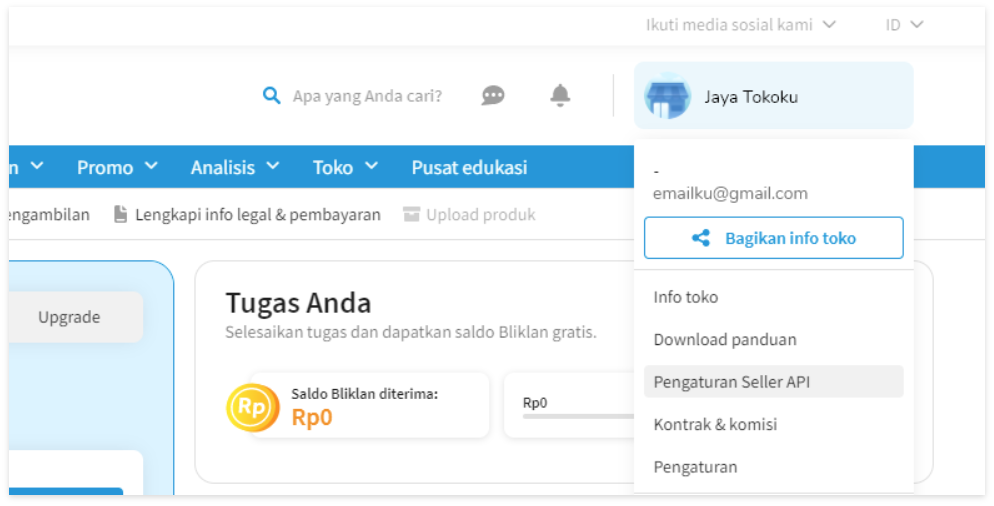 Ikuti media sosial kami
ID
Apa yang Anda cari?
Jaya Tokoku
n
Promo
Analisis
Toko
Pusat edukasi
-
emailku@gmail.com
engambilan
Lengkapi info legal & pembayaran
Upload produk
Bagikan info toko
Upgrade
Tugas Anda
Selesaikan tugas dan dapatkan saldo Bliklan gratis.
Rp
Saldo Bliklan diterima:
Rp0
Rp0
Info toko
Download panduan
Pengaturan Seller API
Kontrak & komisi
Pengaturan